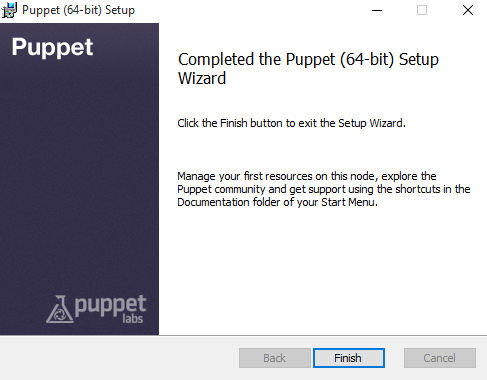 Puppet (64-bit) Setup
Puppet
Completed the Puppet (64-bit) Setup
Wizard
Click the Finish button to exit the Setup Wizard.
Manage your first resources on this node, explore the
Puppet community and get support using the shortcuts in the
Documentation folder of your Start Menu.
puppet
labs
Back
Finish
Cancel